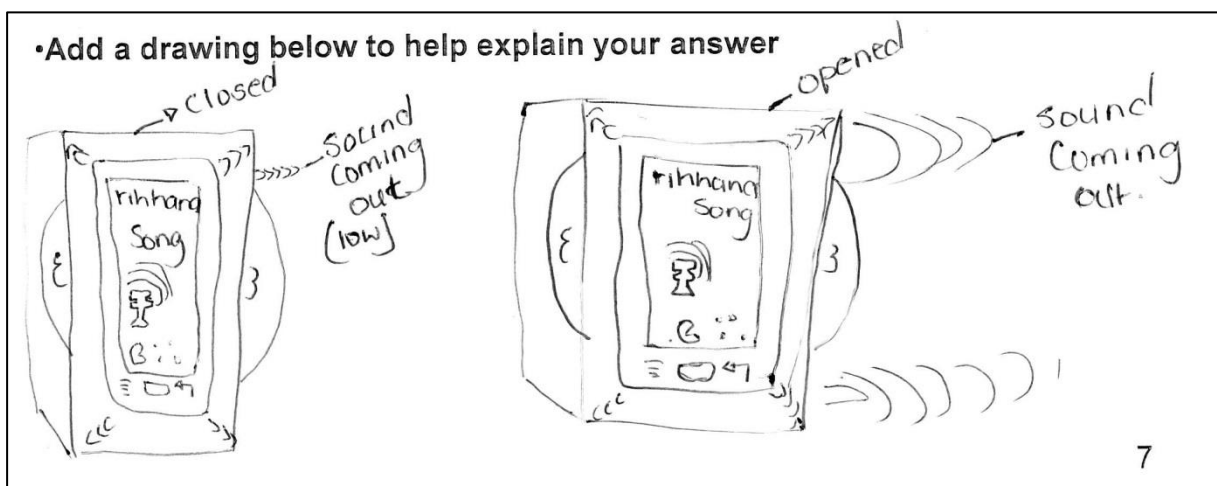 •Add a drawing below to help explain your answer
closed
sound
coming
out
[low]
rihhana
Song
opened
sound
coming
out.
rihhana
Song
7